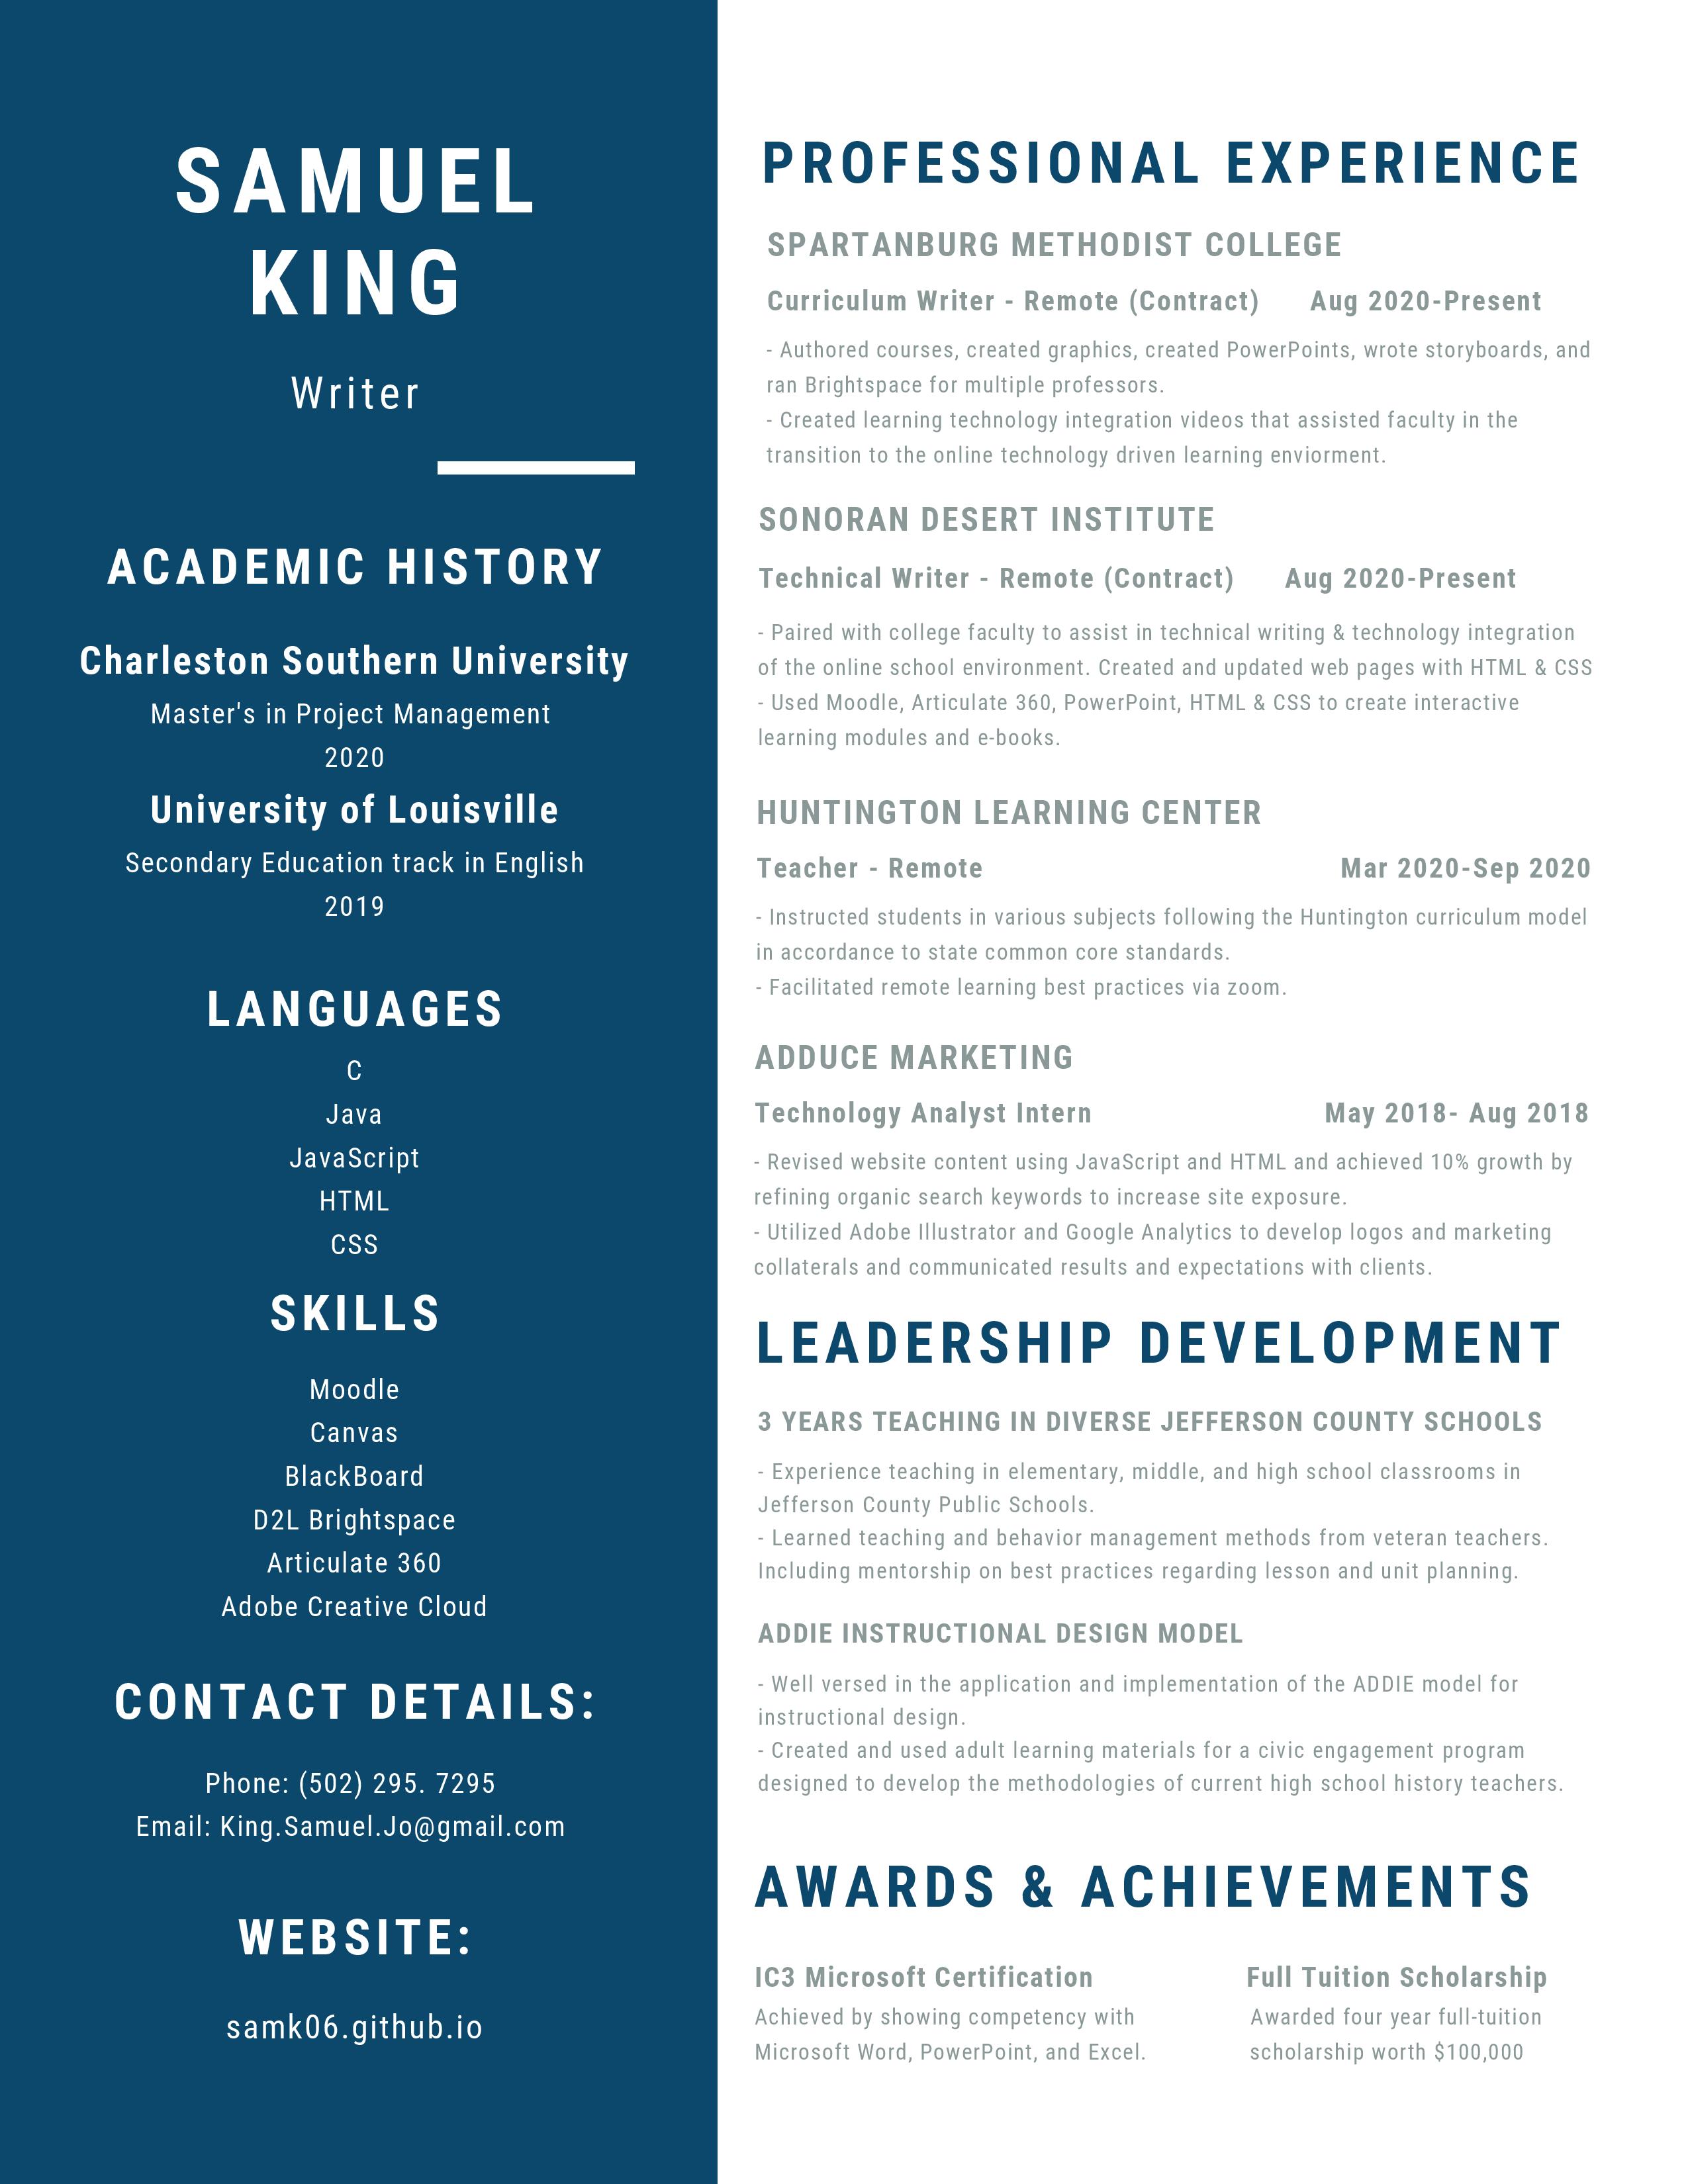 SAMUEL
KING
Writer
ACADEMIC HISTORY
Charleston Southern University
Master's in Project Management
2020
University of Louisville
Secondary Education track in English
2019
LANGUAGES
C
Java
JavaScript
HTML
CSS
SKILLS
Moodle
Canvas
BlackBoard
D2L Brightspace
Articulate 360
Adobe Creative Cloud
CONTACT DETAILS:
Phone: (502) 295. 7295
Email: King.Samuel.Jo@gmail.com
WEBSITE:
samk06.github.io
PROFESSIONAL EXPERIENCE
SPARTANBURG METHODIST COLLEGE
Curriculum Writer - Remote (Contract) Aug 2020-Present
- Authored courses, created graphics, created PowerPoints, wrote storyboards, and
ran Brightspace for multiple professors.
- Created learning technology integration videos that assisted faculty in the
transition to the online technology driven learning enviorment.
SONORAN DESERT INSTITUTE
Technical Writer - Remote (Contract) Aug 2020-Present
- Paired with college faculty to assist in technical writing & technology integration
of the online school environment. Created and updated web pages with HTML & CSS
- Used Moodle, Articulate 360, PowerPoint, HTML & CSS to create interactive
learning modules and e-books.
HUNTINGTON LEARNING CENTER
Teacher - Remote Mar 2020-Sep 2020
- Instructed students in various subjects following the Huntington curriculum model
in accordance to state common core standards.
- Facilitated remote learning best practices via zoom.
ADDUCE MARKETING
Technology Analyst Intern May 2018- Aug 2018
- Revised website content using JavaScript and HTML and achieved 10% growth by
refining organic search keywords to increase site exposure.
- Utilized Adobe Illustrator and Google Analytics to develop logos and marketing
collaterals and communicated results and expectations with clients.
LEADERSHIP DEVELOPMENT
3 YEARS TEACHING IN DIVERSE JEFFERSON COUNTY SCHOOLS
- Experience teaching in elementary, middle, and high school classrooms in
Jefferson County Public Schools.
- Learned teaching and behavior management methods from veteran teachers.
Including mentorship on best practices regarding lesson and unit planning.
ADDIE INSTRUCTIONAL DESIGN MODEL
- Well versed in the application and implementation of the ADDIE model for
instructional design.
- Created and used adult learning materials for a civic engagement program
designed to develop the methodologies of current high school history teachers.
AWARDS & ACHIEVEMENTS
IC3 Microsoft Certification
Achieved by showing competency with
Microsoft Word, PowerPoint, and Excel.
Full Tuition Scholarship
Awarded four year full-tuition
scholarship worth $100,000